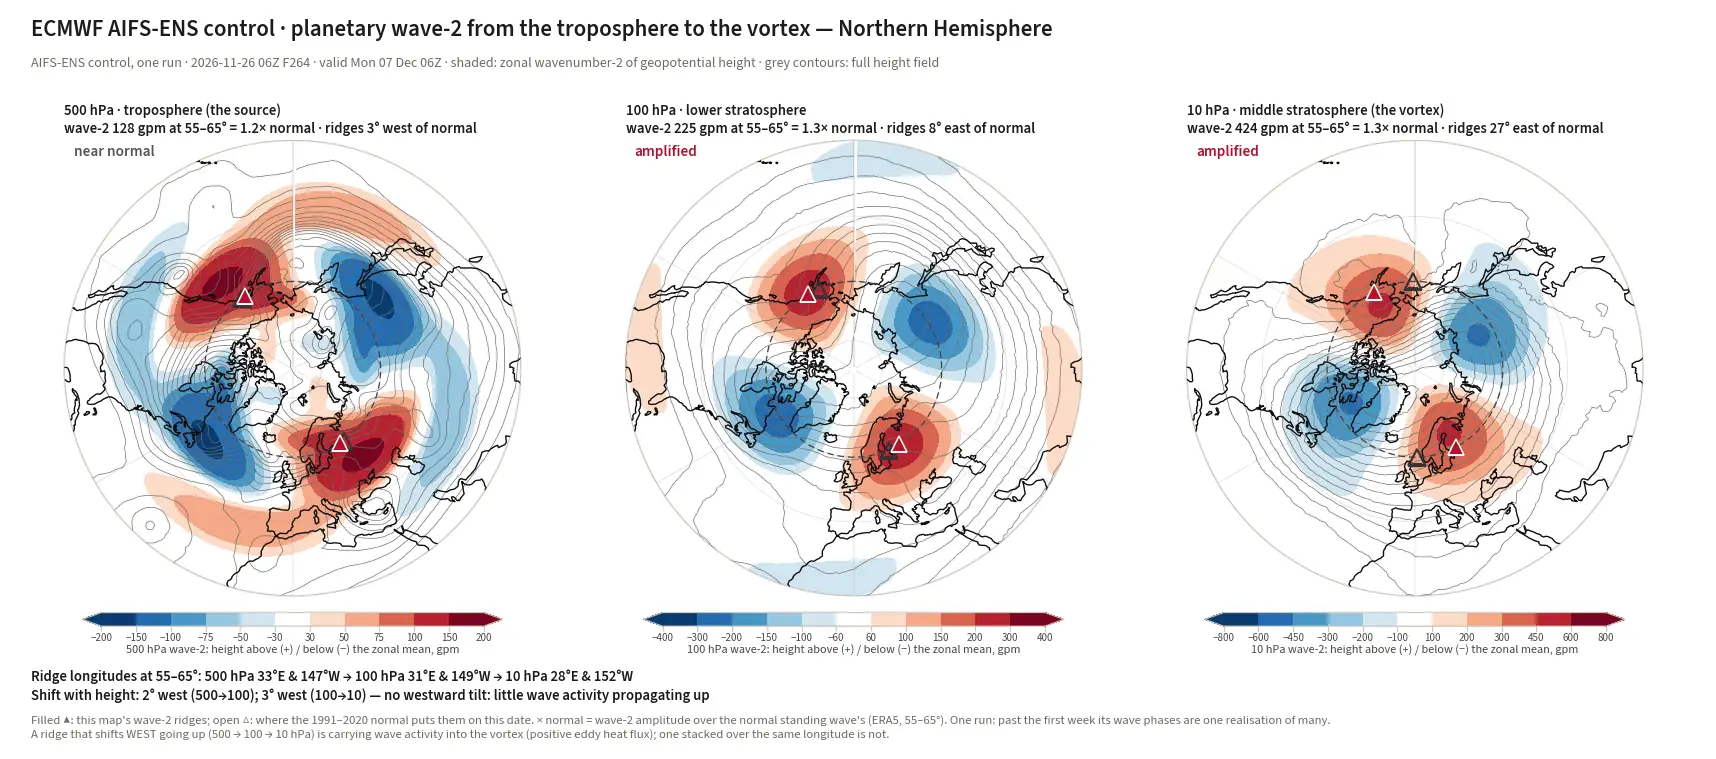 ECMWF AIFS-ENS control · planetary wave-2 from the troposphere to the vortex — Northern Hemisphere
AIFS-ENS control, one run · 2026-11-26 06Z F264 · valid Mon 07 Dec 06Z · shaded: zonal wavenumber-2 of geopotential height · grey contours: full height field
500 hPa · troposphere (the source)
wave-2 128 gpm at 55–65° = 1.2× normal · ridges 3° west of normal
near normal
100 hPa · lower stratosphere
wave-2 225 gpm at 55–65° = 1.3× normal · ridges 8° east of normal
amplified
10 hPa · middle stratosphere (the vortex)
wave-2 424 gpm at 55–65° = 1.3× normal · ridges 27° east of normal
amplified
−200 −150 −100 −75 −50 −30 30 50 75 100 150 200
500 hPa wave-2: height above (+) / below (−) the zonal mean, gpm
−400 −300 −200 −150 −100 −60 60 100 150 200 300 400
100 hPa wave-2: height above (+) / below (−) the zonal mean, gpm
−800 −600 −450 −300 −200 −100 100 200 300 450 600 800
10 hPa wave-2: height above (+) / below (−) the zonal mean, gpm
Ridge longitudes at 55–65°: 500 hPa 33°E & 147°W → 100 hPa 31°E & 149°W → 10 hPa 28°E & 152°W
Shift with height: 2° west (500→100); 3° west (100→10) — no westward tilt: little wave activity propagating up
Filled ▲: this map's wave-2 ridges; open △: where the 1991–2020 normal puts them on this date. × normal = wave-2 amplitude over the normal standing wave's (ERA5, 55–65°). One run: past the first week its wave phases are one realisation of many.
A ridge that shifts WEST going up (500 → 100 → 10 hPa) is carrying wave activity into the vortex (positive eddy heat flux); one stacked over the same longitude is not.